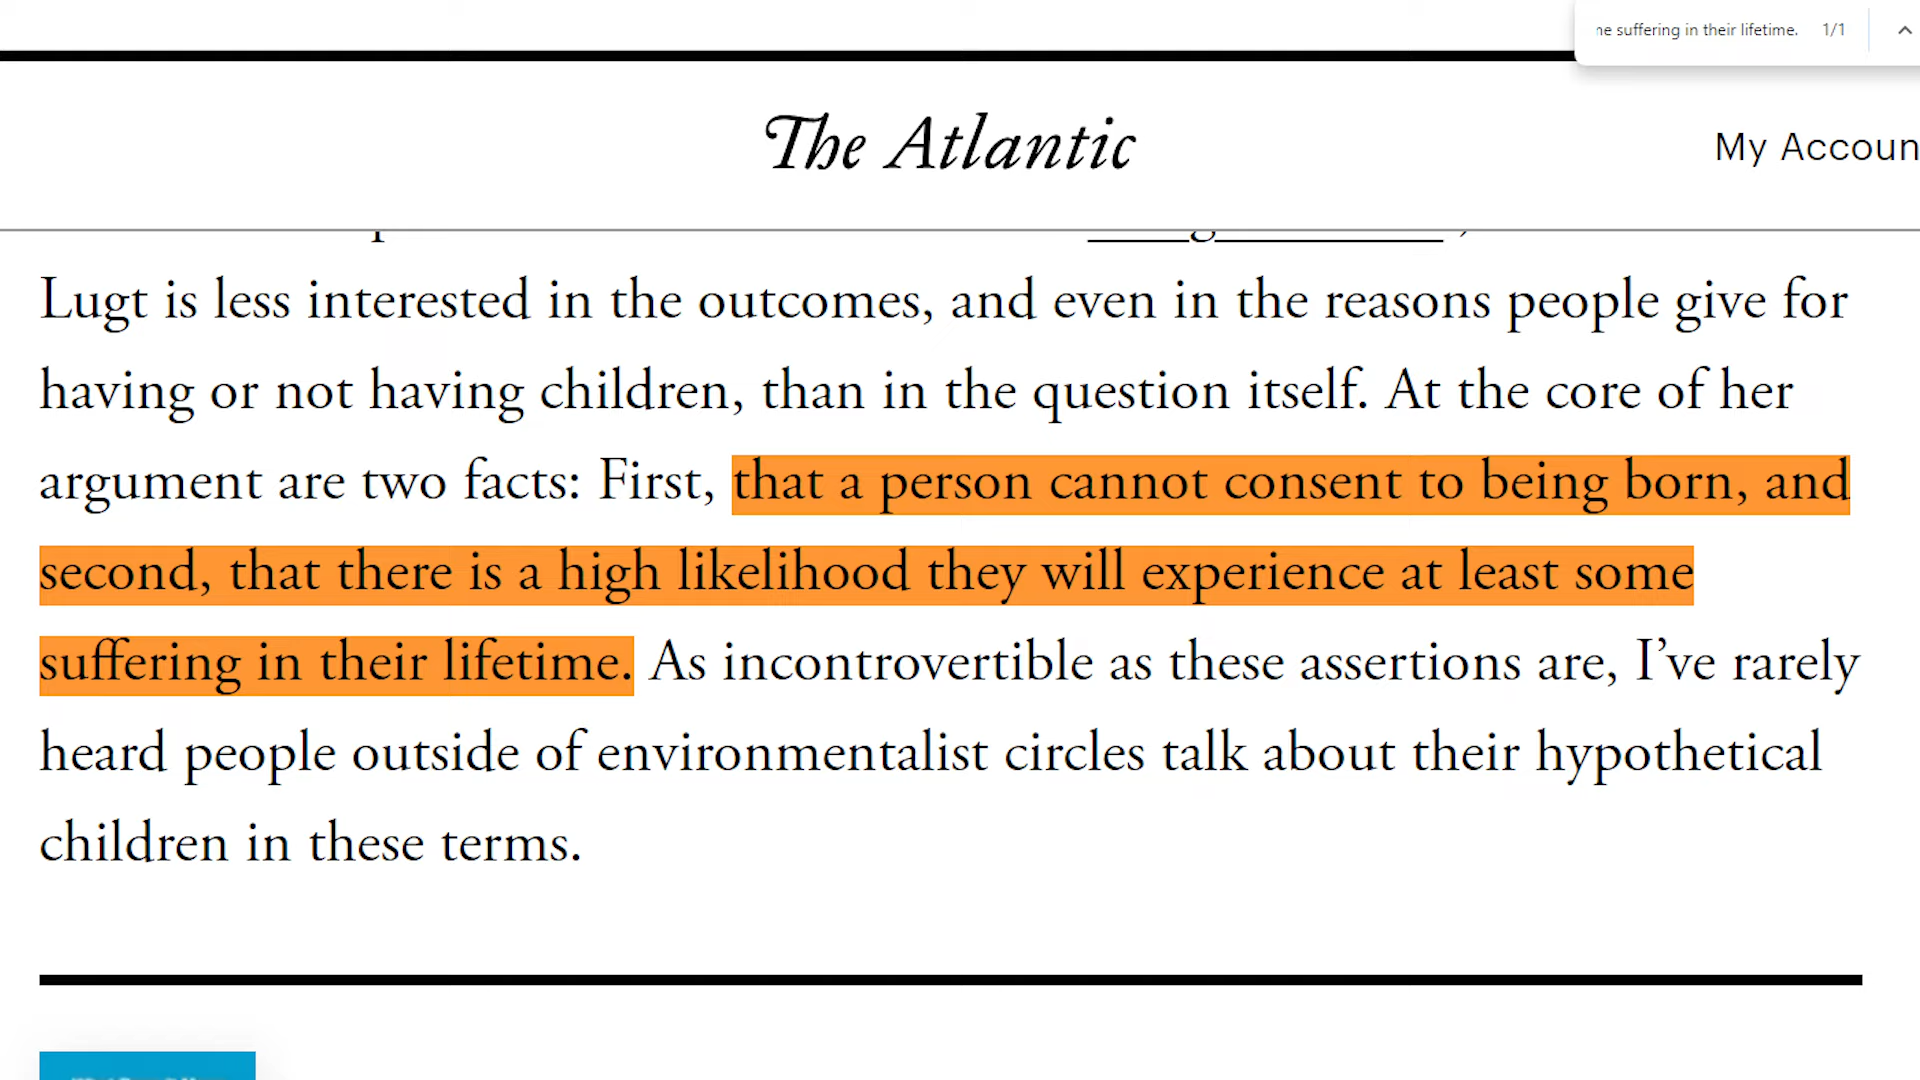 ne suffering in their lifetime. 1/1
The Atlantic
My Accoun
Lugt is less interested in the outcomes, and even in the reasons people give for
having or not having children, than in the question itself. At the core of her
argument are two facts: First, that a person cannot consent to being born, and
second, that there is a high likelihood they will experience at least some
suffering in their lifetime. As incontrovertible as these assertions are, I’ve rarely
heard people outside of environmentalist circles talk about their hypothetical
children in these terms.